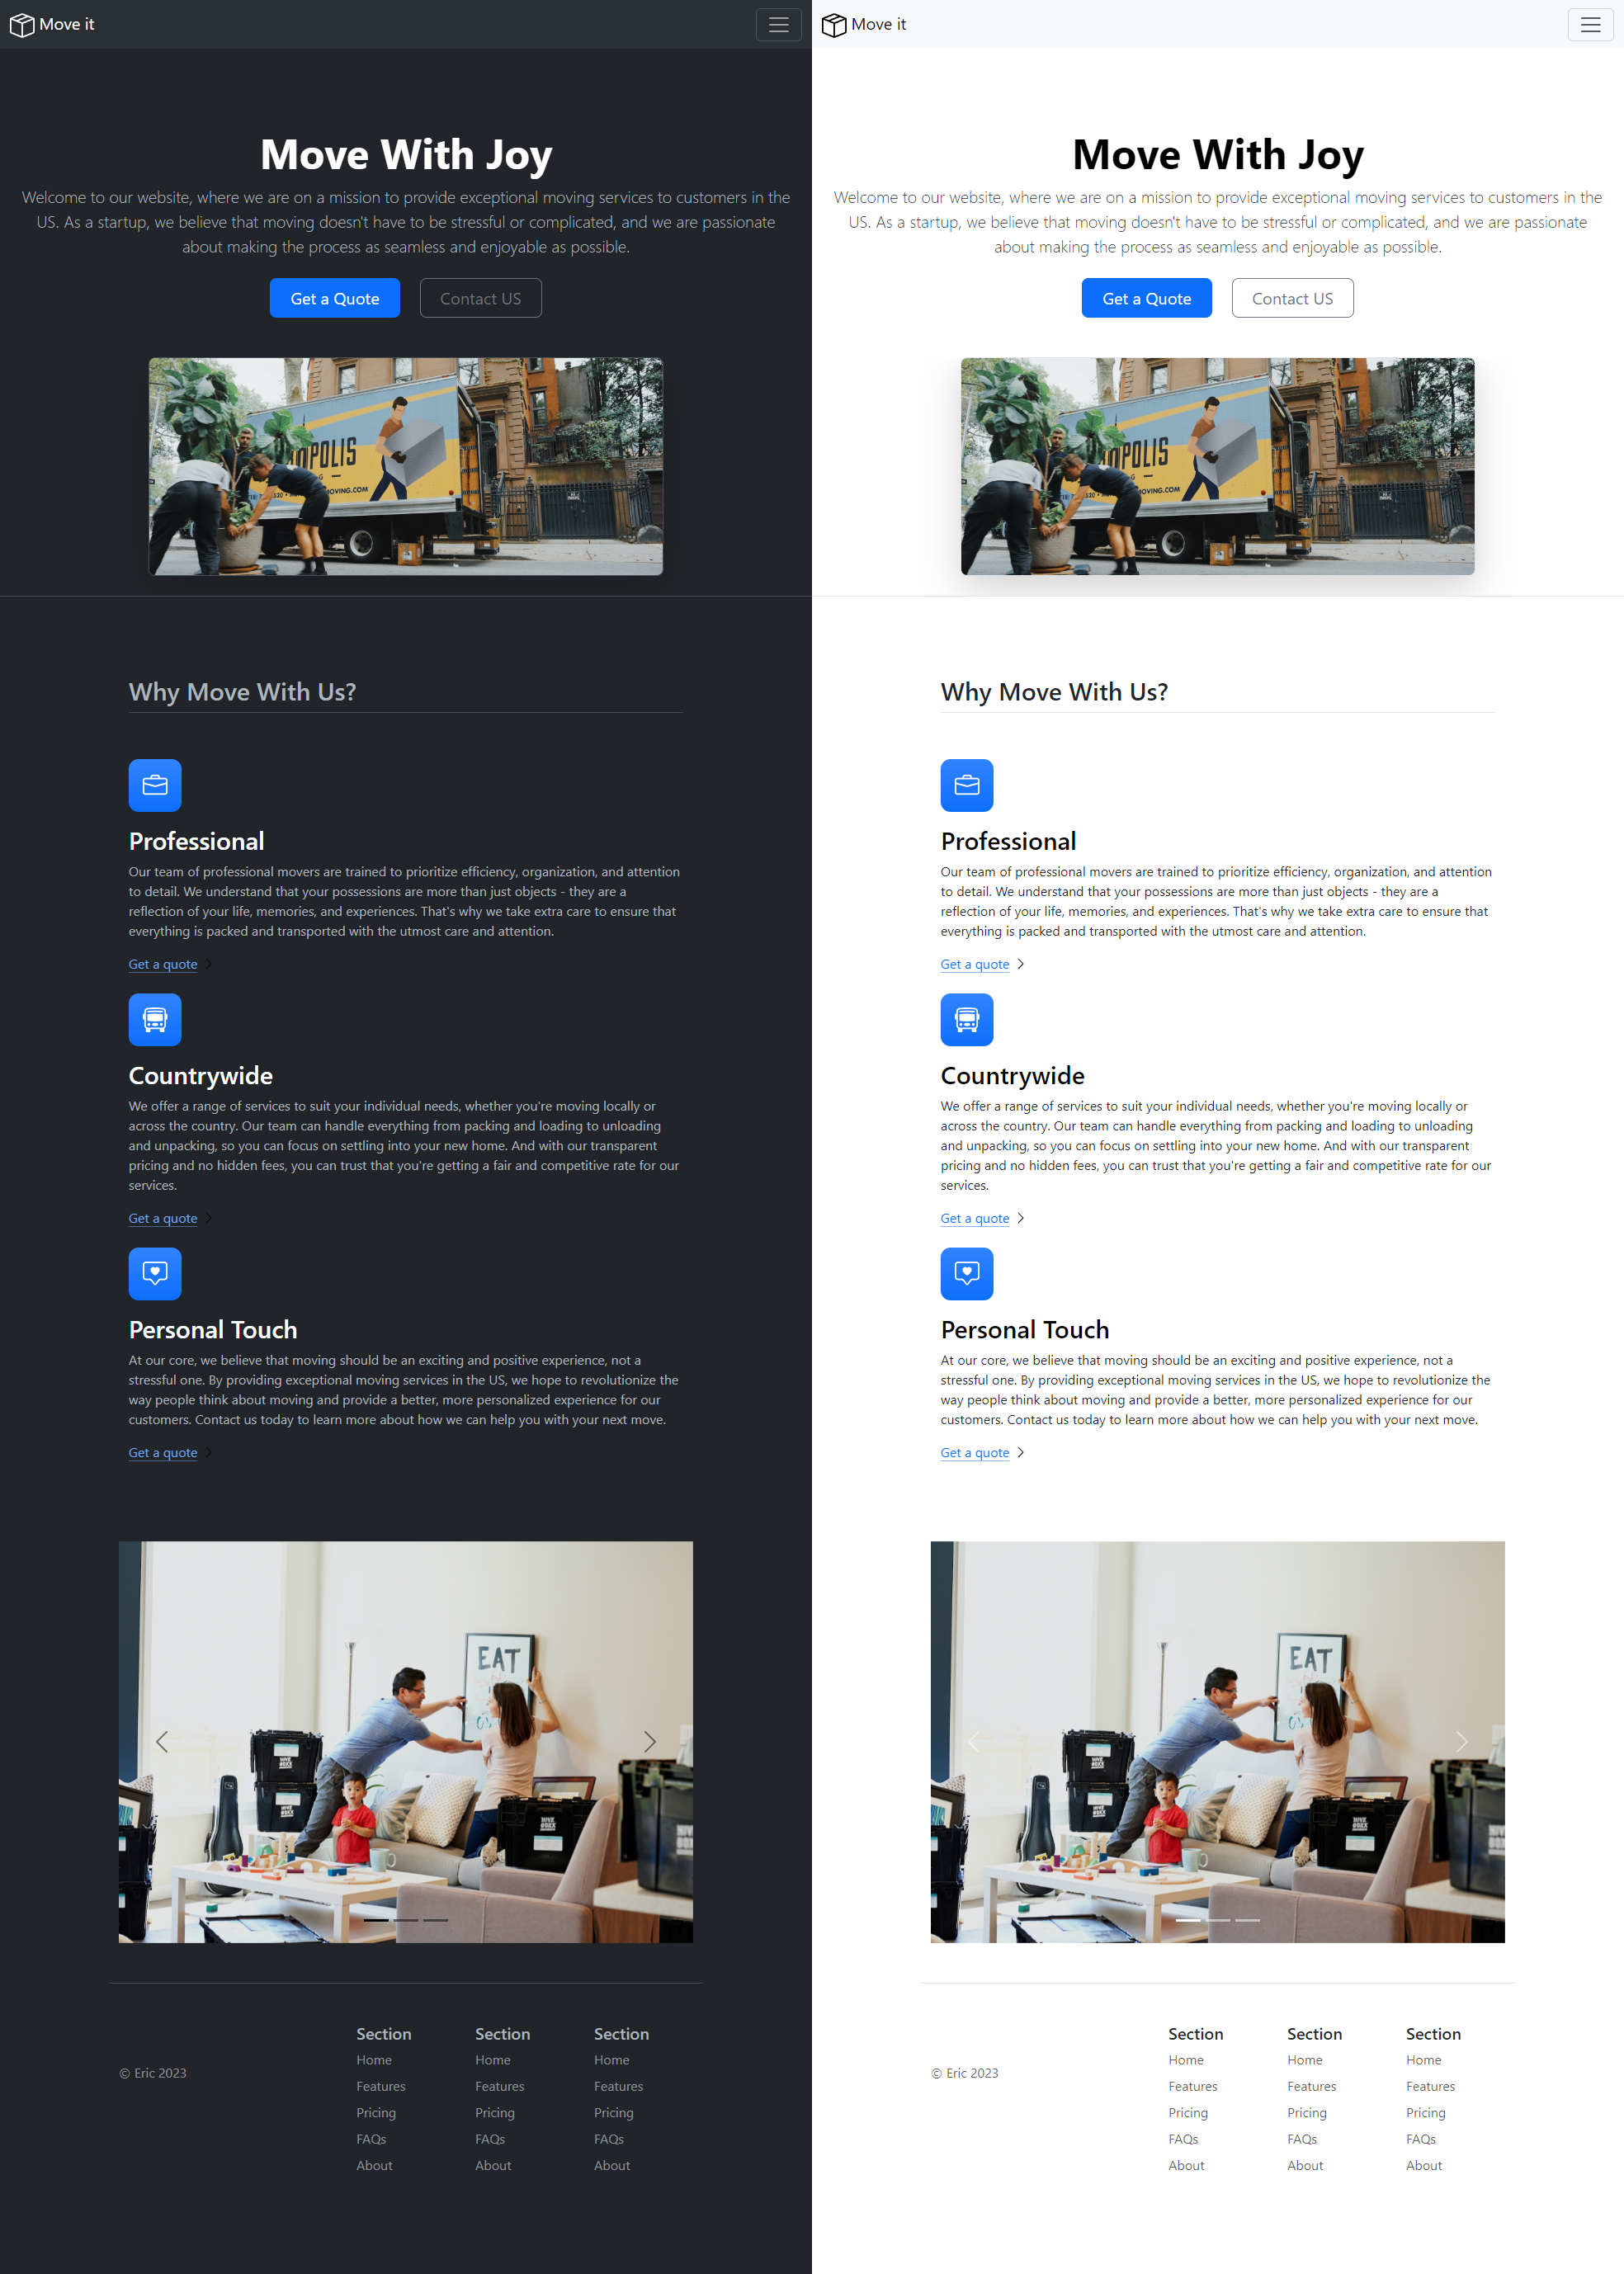 Move it
Move With Joy
Welcome to our website, where we are on a mission to provide exceptional moving services to customers in the
US. As a startup, we believe that moving doesn't have to be stressful or complicated, and we are passionate
about making the process as seamless and enjoyable as possible.
Get a Quote
Contact US
POLIS
MOVING.COM
Why Move With Us?
Professional
Our team of professional movers are trained to prioritize efficiency, organization, and attention
to detail. We understand that your possessions are more than just objects - they are a
reflection of your life, memories, and experiences. That's why we take extra care to ensure that
everything is packed and transported with the utmost care and attention.
Get a quote
Countrywide
We offer a range of services to suit your individual needs, whether you're moving locally or
across the country. Our team can handle everything from packing and loading to unloading
and unpacking, so you can focus on settling into your new home. And with our transparent
pricing and no hidden fees, you can trust that you're getting a fair and competitive rate for our
services.
Get a quote
Personal Touch
At our core, we believe that moving should be an exciting and positive experience, not a
stressful one. By providing exceptional moving services in the US, we hope to revolutionize the
way people think about moving and provide a better, more personalized experience for our
customers. Contact us today to learn more about how we can help you with your next move.
Get a quote
EAT
© Eric 2023
Section
Home
Features
Pricing
FAQs
About
Section
Home
Features
Pricing
FAQs
About
Section
Home
Features
Pricing
FAQs
About
Move it
Move With Joy
Welcome to our website, where we are on a mission to provide exceptional moving services to customers in the
US. As a startup, we believe that moving doesn't have to be stressful or complicated, and we are passionate
about making the process as seamless and enjoyable as possible.
Get a Quote
Contact US
POLIS
MOVING.COM
Why Move With Us?
Professional
Our team of professional movers are trained to prioritize efficiency, organization, and attention
to detail. We understand that your possessions are more than just objects - they are a
reflection of your life, memories, and experiences. That's why we take extra care to ensure that
everything is packed and transported with the utmost care and attention.
Get a quote
Countrywide
We offer a range of services to suit your individual needs, whether you're moving locally or
across the country. Our team can handle everything from packing and loading to unloading
and unpacking, so you can focus on settling into your new home. And with our transparent
pricing and no hidden fees, you can trust that you're getting a fair and competitive rate for our
services.
Get a quote
Personal Touch
At our core, we believe that moving should be an exciting and positive experience, not a
stressful one. By providing exceptional moving services in the US, we hope to revolutionize the
way people think about moving and provide a better, more personalized experience for our
customers. Contact us today to learn more about how we can help you with your next move.
Get a quote
EAT
© Eric 2023
Section
Home
Features
Pricing
FAQs
About
Section
Home
Features
Pricing
FAQs
About
Section
Home
Features
Pricing
FAQs
About